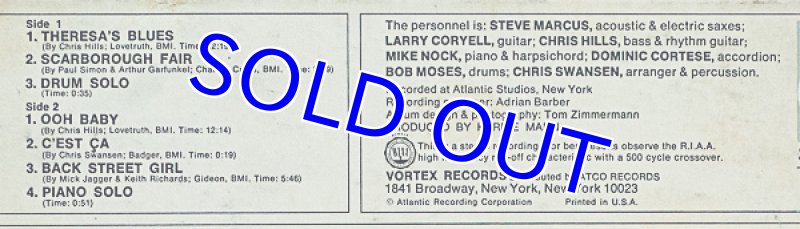 Side 1
1. THERESA'S BLUES
(By Chris Hills; Lovetruth, BMI. Time:
2. SCARBOROUGH FAIR
(By Paul Simon & Arthur Garfunkel; BMI.
3. DRUM SOLO
(Time: 0:35)
Side 2
1. OOH BABY
(By Chris Hills; Lovetruth, BMI. Time: 12:14)
2. C'EST ÇA
(By Chris Swansen; Badger, BMI. Time: 0:19)
3. BACK STREET GIRL
(By Mick Jagger & Keith Richards; Gideon, BMI. Time: 5:46)
4. PIANO SOLO
(Time: 0:51)
The personnel is: STEVE MARCUS, acoustic & electric saxes;
LARRY CORYELL, guitar; CHRIS HILLS, bass & rhythm guitar;
MIKE NOCK, piano & harpsichord; DOMINIC CORTESE, accordion;
BOB MOSES, drums; CHRIS SWANSEN, arranger & percussion.
at Atlantic Studios, New York
Recording Adrian Barber
design & Tom Zimmermann
BY
This a observe the R.I.A.A.
high with a 500 cycle crossover.
VORTEX RECORDS ATCO RECORDS
1841 Broadway, New York, New York 10023
© Atlantic Recording Corporation Printed in U.S.A.
SOLD OUT